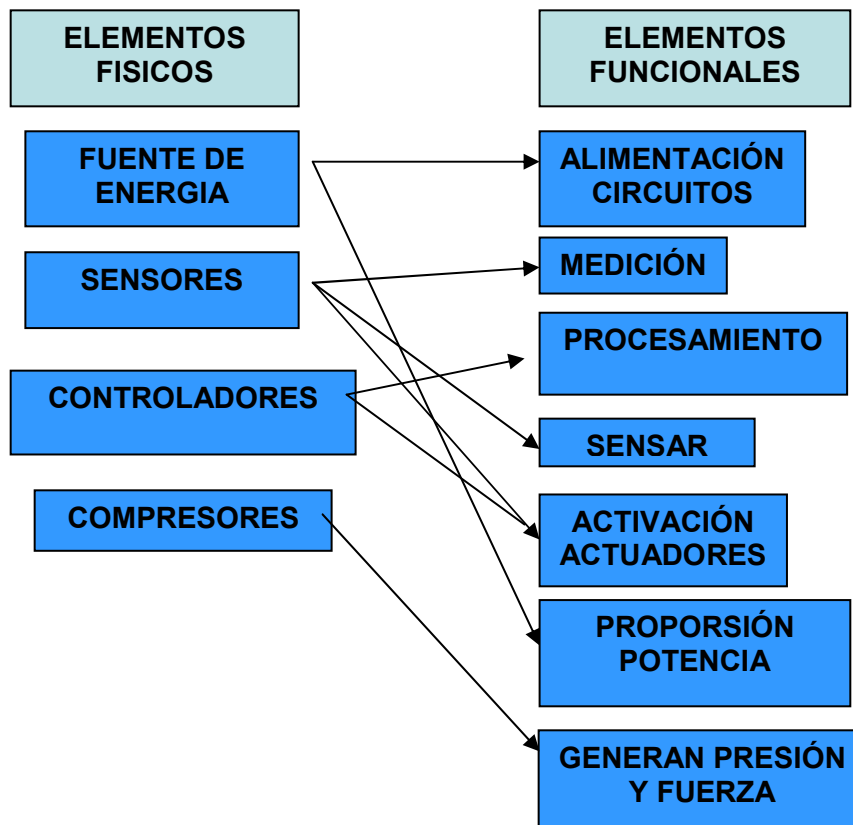 ELEMENTOS
FISICOS
ELEMENTOS
FUNCIONALES
FUENTE DE
ENERGIA
ALIMENTACIÓN
CIRCUITOS
SENSORES
MEDICIÓN
PROCESAMIENTO
CONTROLADORES
SENSAR
COMPRESORES
ACTIVACIÓN
ACTUADORES
PROPORSIÓN
POTENCIA
GENERAN PRESIÓN
Y FUERZA